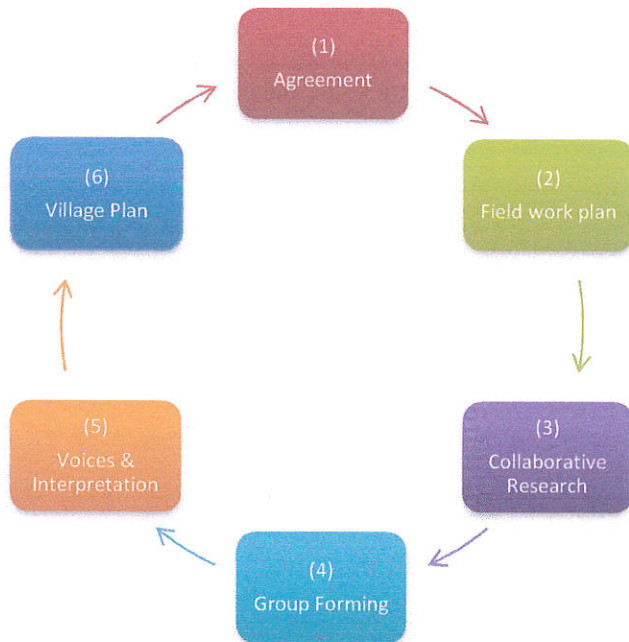 (1)
Agreement
(2)
Field work plan
(3)
Collaborative
Research
(4)
Group Forming
(5)
Voices &
Interpretation
(6)
Village Plan